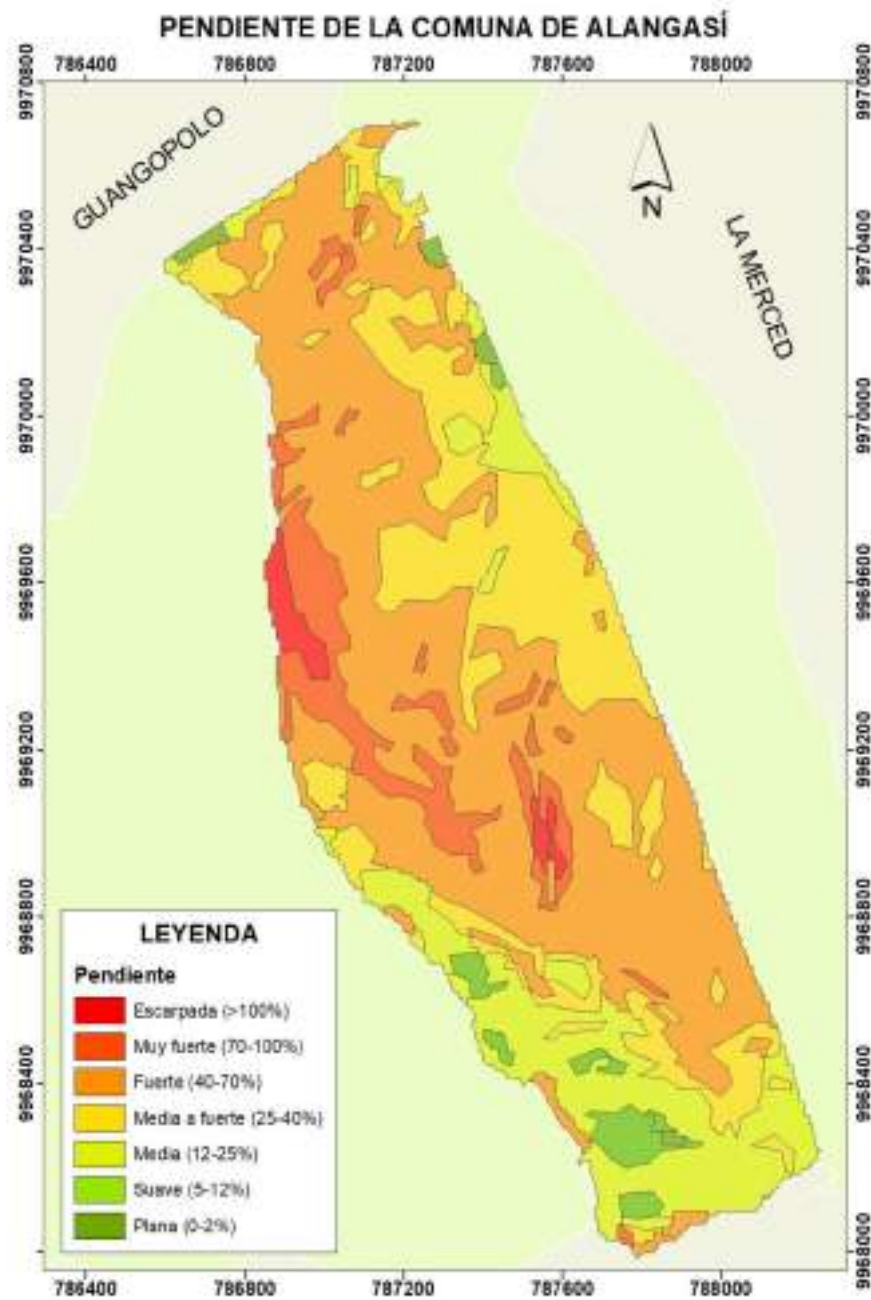 PENDIENTE DE LA COMUNA DE ALANGASÍ
786400 786800 787200 787600 788000
9970800 9970800
GUANGOPOLO
N
LA MERCED
9970400 9970400
9970000 9970000
9969600 9969600
9969200 9969200
9968800 9968800
LEYENDA
Pendiente
Escarpada (>100%)
Muy fuerte (70-100%)
Fuerte (40-70%)
Media a fuerte (25-40%)
Media (12-25%)
Suave (5-12%)
Plana (0-2%)
9968400 9968400
9968000 9968000
786400 786800 787200 787600 788000